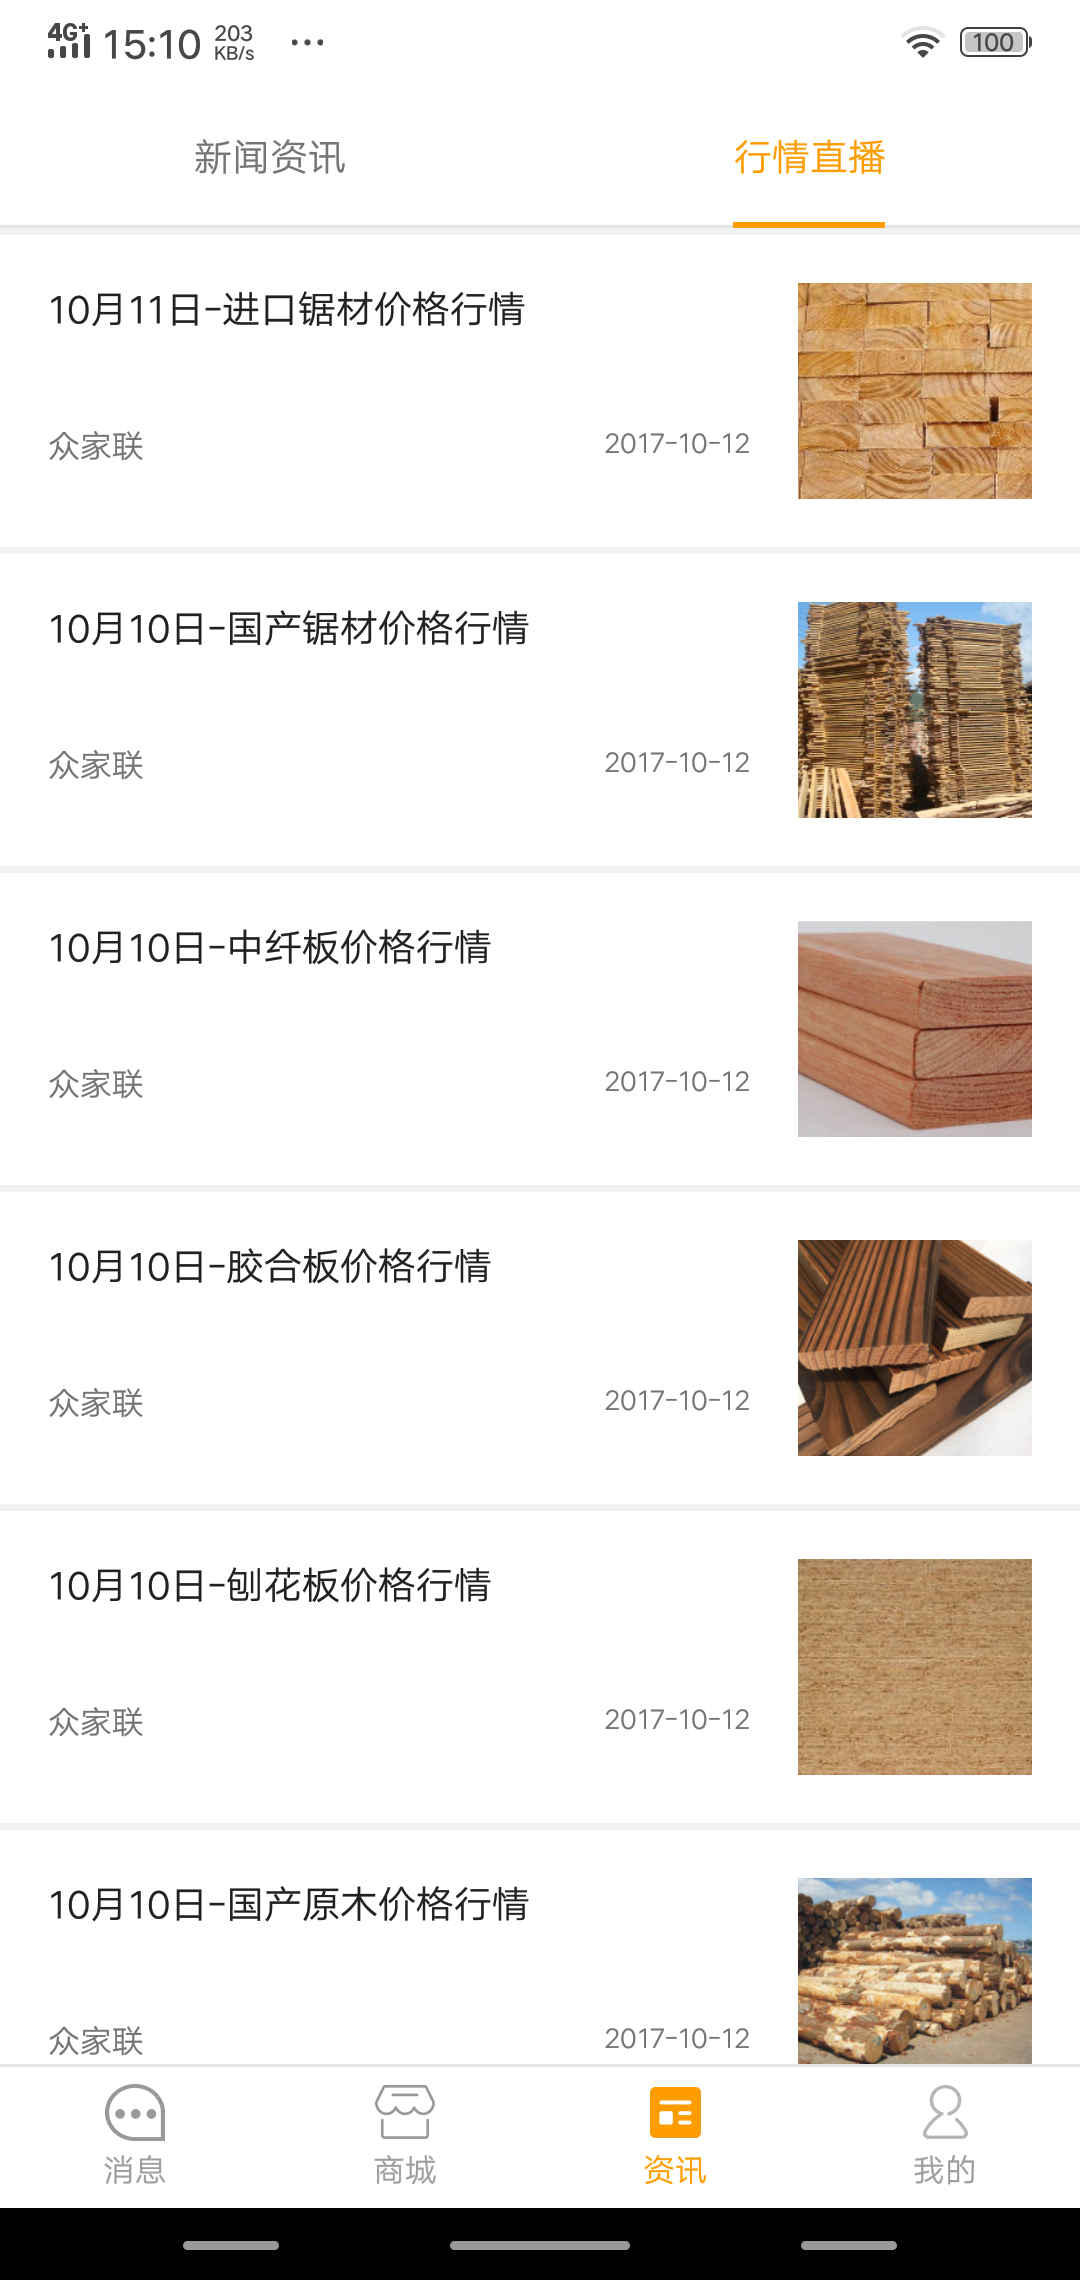 4G+ 15:10 203 KB/s ... 100
新闻资讯 行情直播
10月11日-进口锯材价格行情
众家联 2017-10-12
10月10日-国产锯材价格行情
众家联 2017-10-12
10月10日-中纤板价格行情
众家联 2017-10-12
10月10日-胶合板价格行情
众家联 2017-10-12
10月10日-刨花板价格行情
众家联 2017-10-12
10月10日-国产原木价格行情
众家联 2017-10-12
消息 商城 资讯 我的